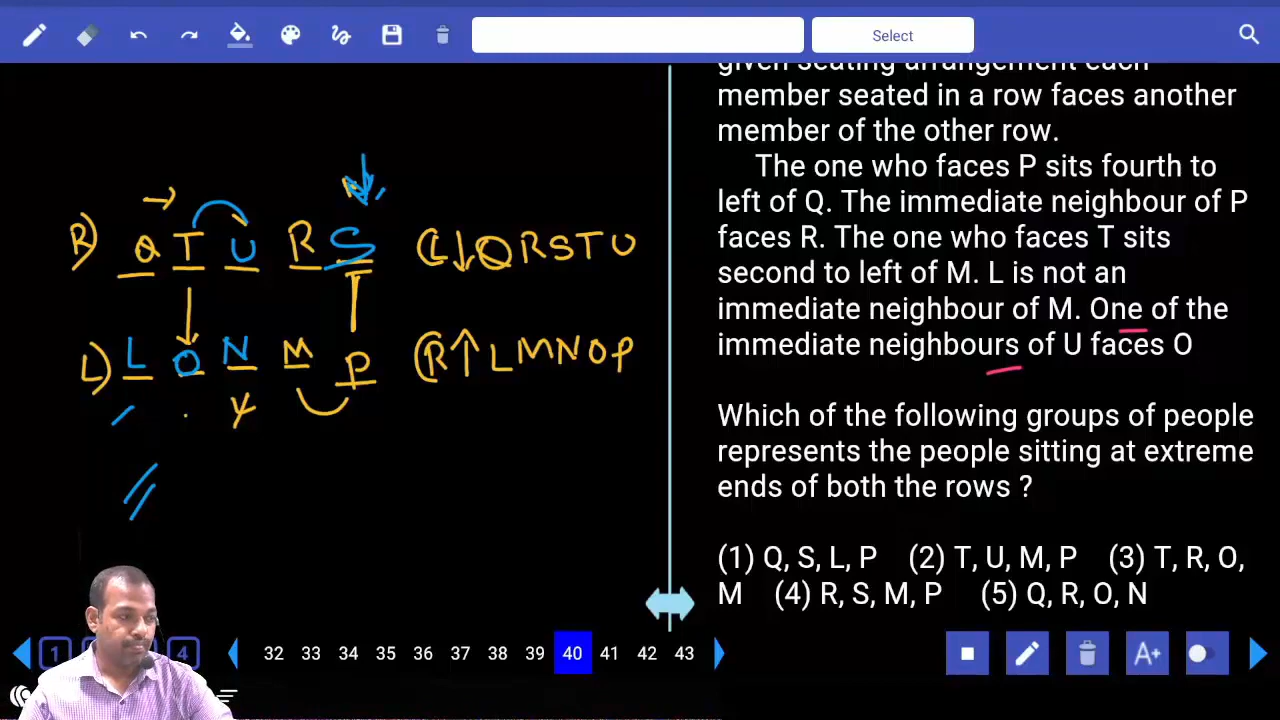 Select
given Seating arrangement each
member seated in a row faces another
member of the other row.
The one who faces P sits fourth to
left of Q. The immediate neighbour of P
faces R. The one who faces T sits
second to left of M. L is not an
immediate neighbour of M. One of the
immediate neighbours of U faces O
Which of the following groups of people
represents the people sitting at extreme
ends of both the rows ?
(1) Q, S, L, P (2) T, U, M, P (3) T, R, O,
M (4) R, S, M, P (5) Q, R, O, N
R) Q T U R S (L ↓ Q R S T U
L) L O N M P (R ↑ L M N O P
1 4 32 33 34 35 36 37 38 39 40 41 42 43 A+